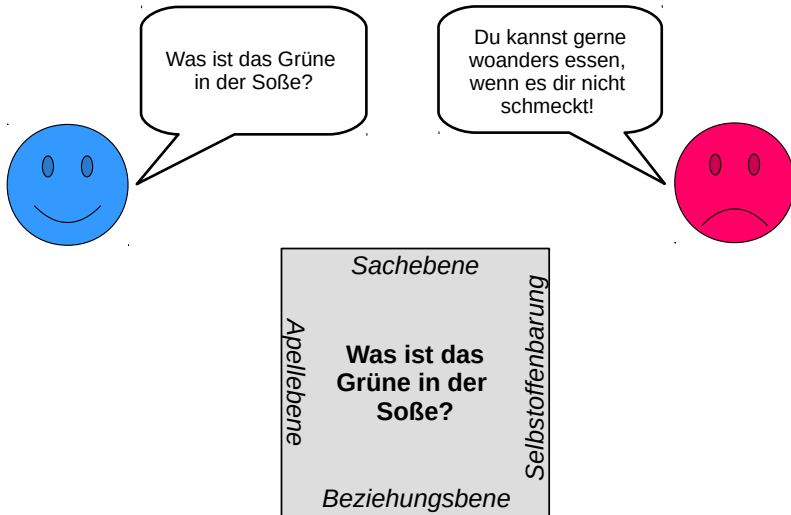 Was ist das Grüne
in der Soße?
Du kannst gerne
woanders essen,
wenn es dir nicht
schmeckt!
Sachebene
Apellebene
Was ist das
Grüne in der
Soße?
Selbstoffenbarung
Beziehungsbene